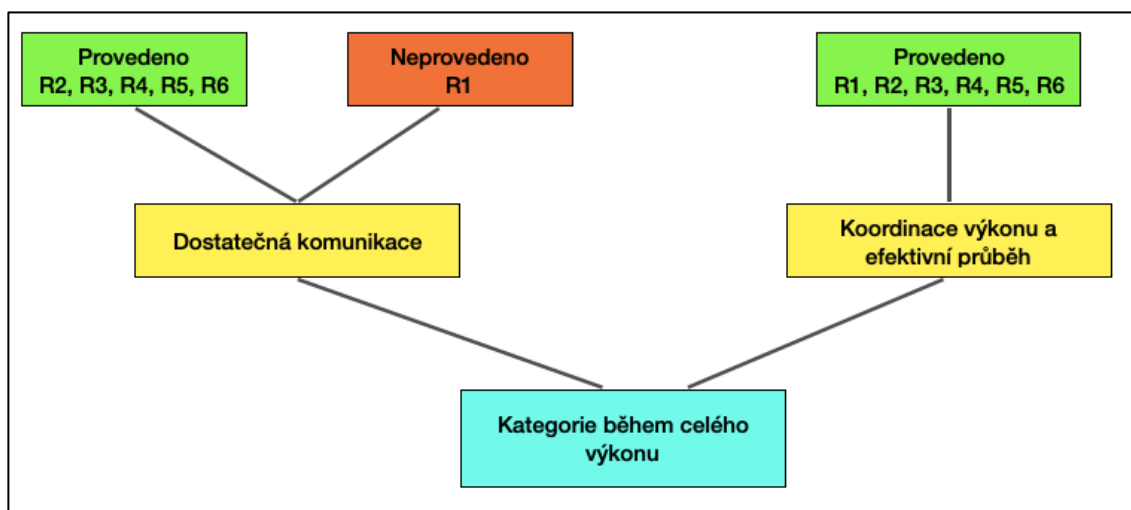 Provedeno
R2, R3, R4, R5, R6
Neprovedeno
R1
Provedeno
R1, R2, R3, R4, R5, R6
Dostatečná komunikace
Koordinace výkonu a
efektivní průběh
Kategorie během celého
výkonu